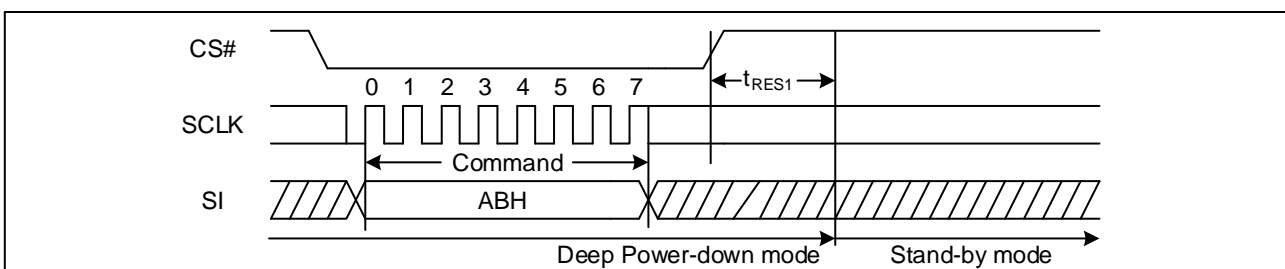 CS#
tRES1
0 1 2 3 4 5 6 7
SCLK
Command
SI
ABH
Deep Power-down mode Stand-by mode